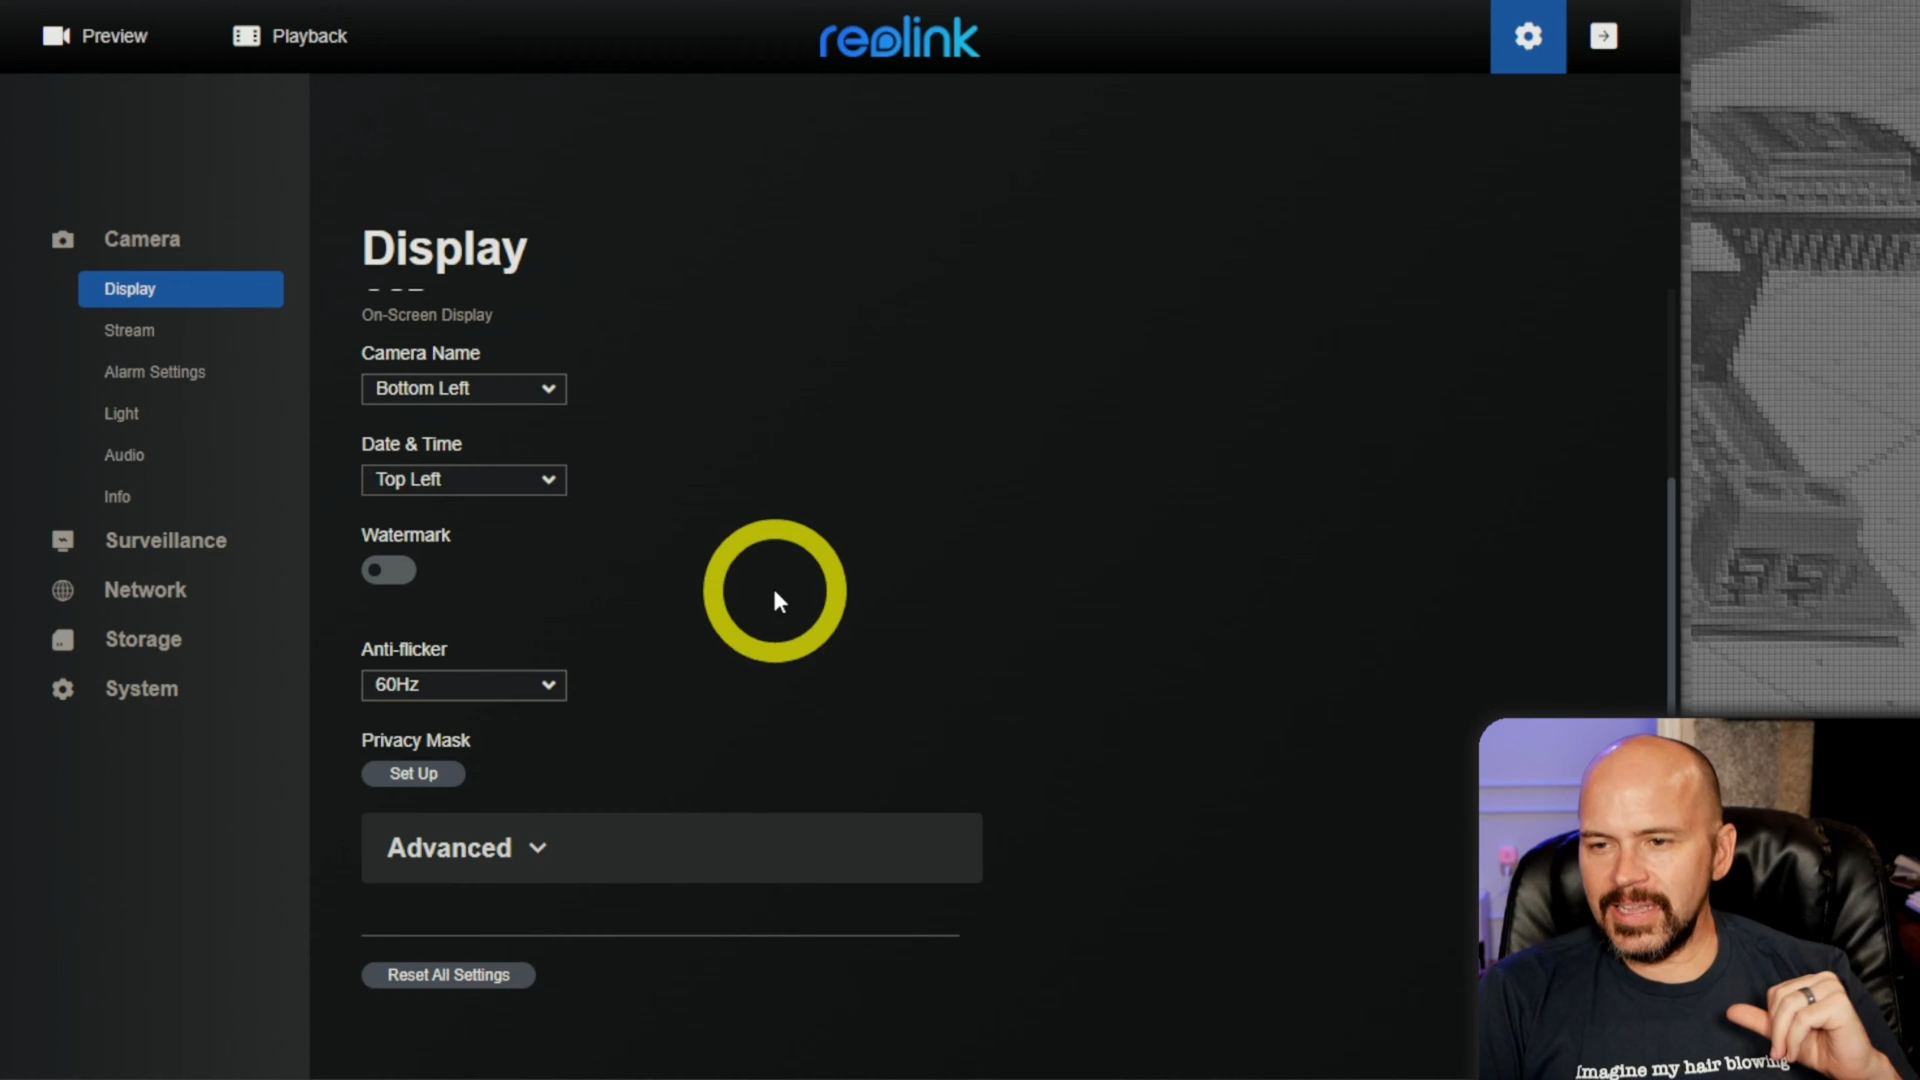 Preview
Playback
reolink
Camera
Display
Stream
Alarm Settings
Light
Audio
Info
Surveillance
Network
Storage
System
Display
On-Screen Display
Camera Name
Bottom Left
Date & Time
Top Left
Watermark
Anti-flicker
60Hz
Privacy Mask
Set Up
Advanced
Reset All Settings
Imagine my hair blowing